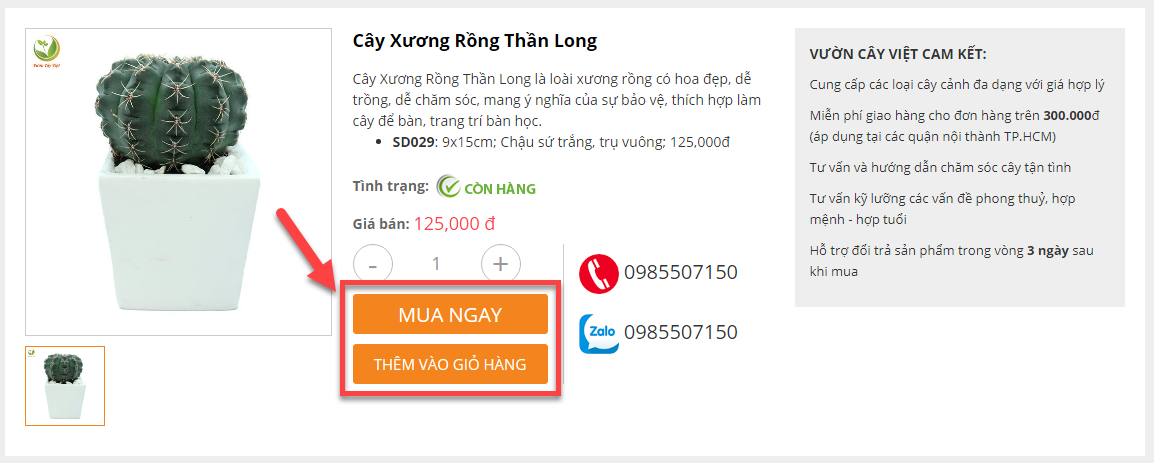 Vườn Cây Việt
Cây Xương Rồng Thần Long
Cây Xương Rồng Thần Long là loài xương rồng có hoa đẹp, dễ
trồng, dễ chăm sóc, mang ý nghĩa của sự bảo vệ, thích hợp làm
cây để bàn, trang trí bàn học.
SD029: 9x15cm; Chậu sứ trắng, trụ vuông; 125,000đ
Tình trạng: CÒN HÀNG
Giá bán: 125,000 đ
- 1 +
MUA NGAY
THÊM VÀO GIỎ HÀNG
0985507150
Zalo 0985507150
VƯỜN CÂY VIỆT CAM KẾT:
Cung cấp các loại cây cảnh đa dạng với giá hợp lý
Miễn phí giao hàng cho đơn hàng trên 300.000đ
(áp dụng tại các quận nội thành TP.HCM)
Tư vấn và hướng dẫn chăm sóc cây tận tình
Tư vấn kỹ lưỡng các vấn đề phong thuỷ, hợp
mệnh - hợp tuổi
Hỗ trợ đổi trả sản phẩm trong vòng 3 ngày sau
khi mua